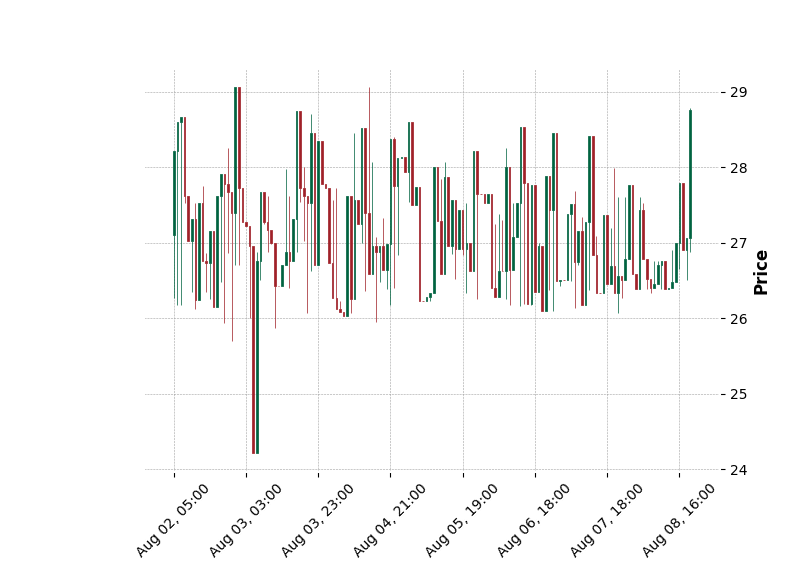 29
28
27
26
25
24
Price
Aug 02, 05:00
Aug 03, 03:00
Aug 03, 23:00
Aug 04, 21:00
Aug 05, 19:00
Aug 06, 18:00
Aug 07, 18:00
Aug 08, 16:00